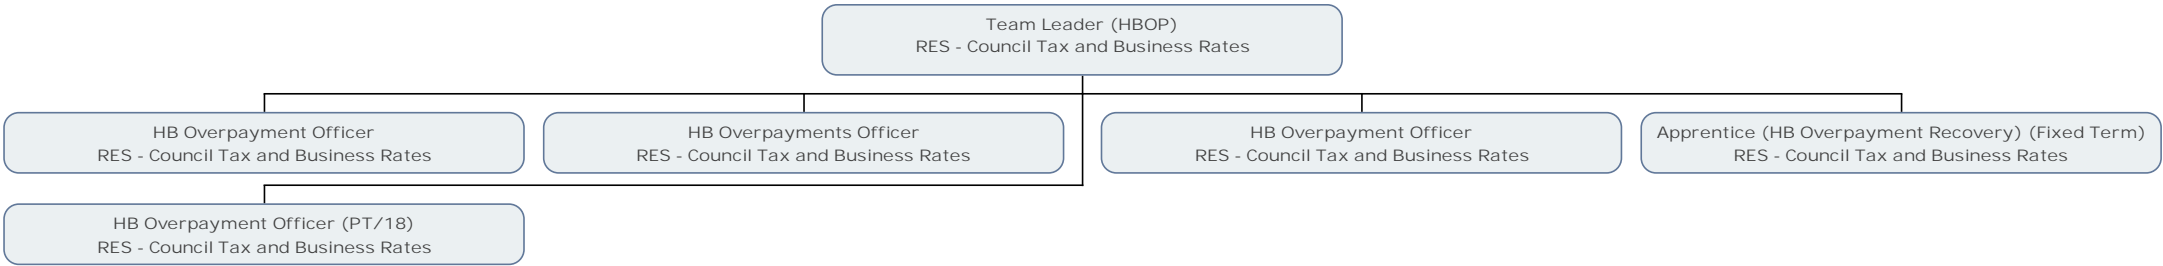 Team Leader (HBOP)
RES - Council Tax and Business Rates
HB Overpayment Officer
RES - Council Tax and Business Rates
HB Overpayments Officer
RES - Council Tax and Business Rates
HB Overpayment Officer
RES - Council Tax and Business Rates
Apprentice (HB Overpayment Recovery) (Fixed Term)
RES - Council Tax and Business Rates
HB Overpayment Officer (PT/18)
RES - Council Tax and Business Rates